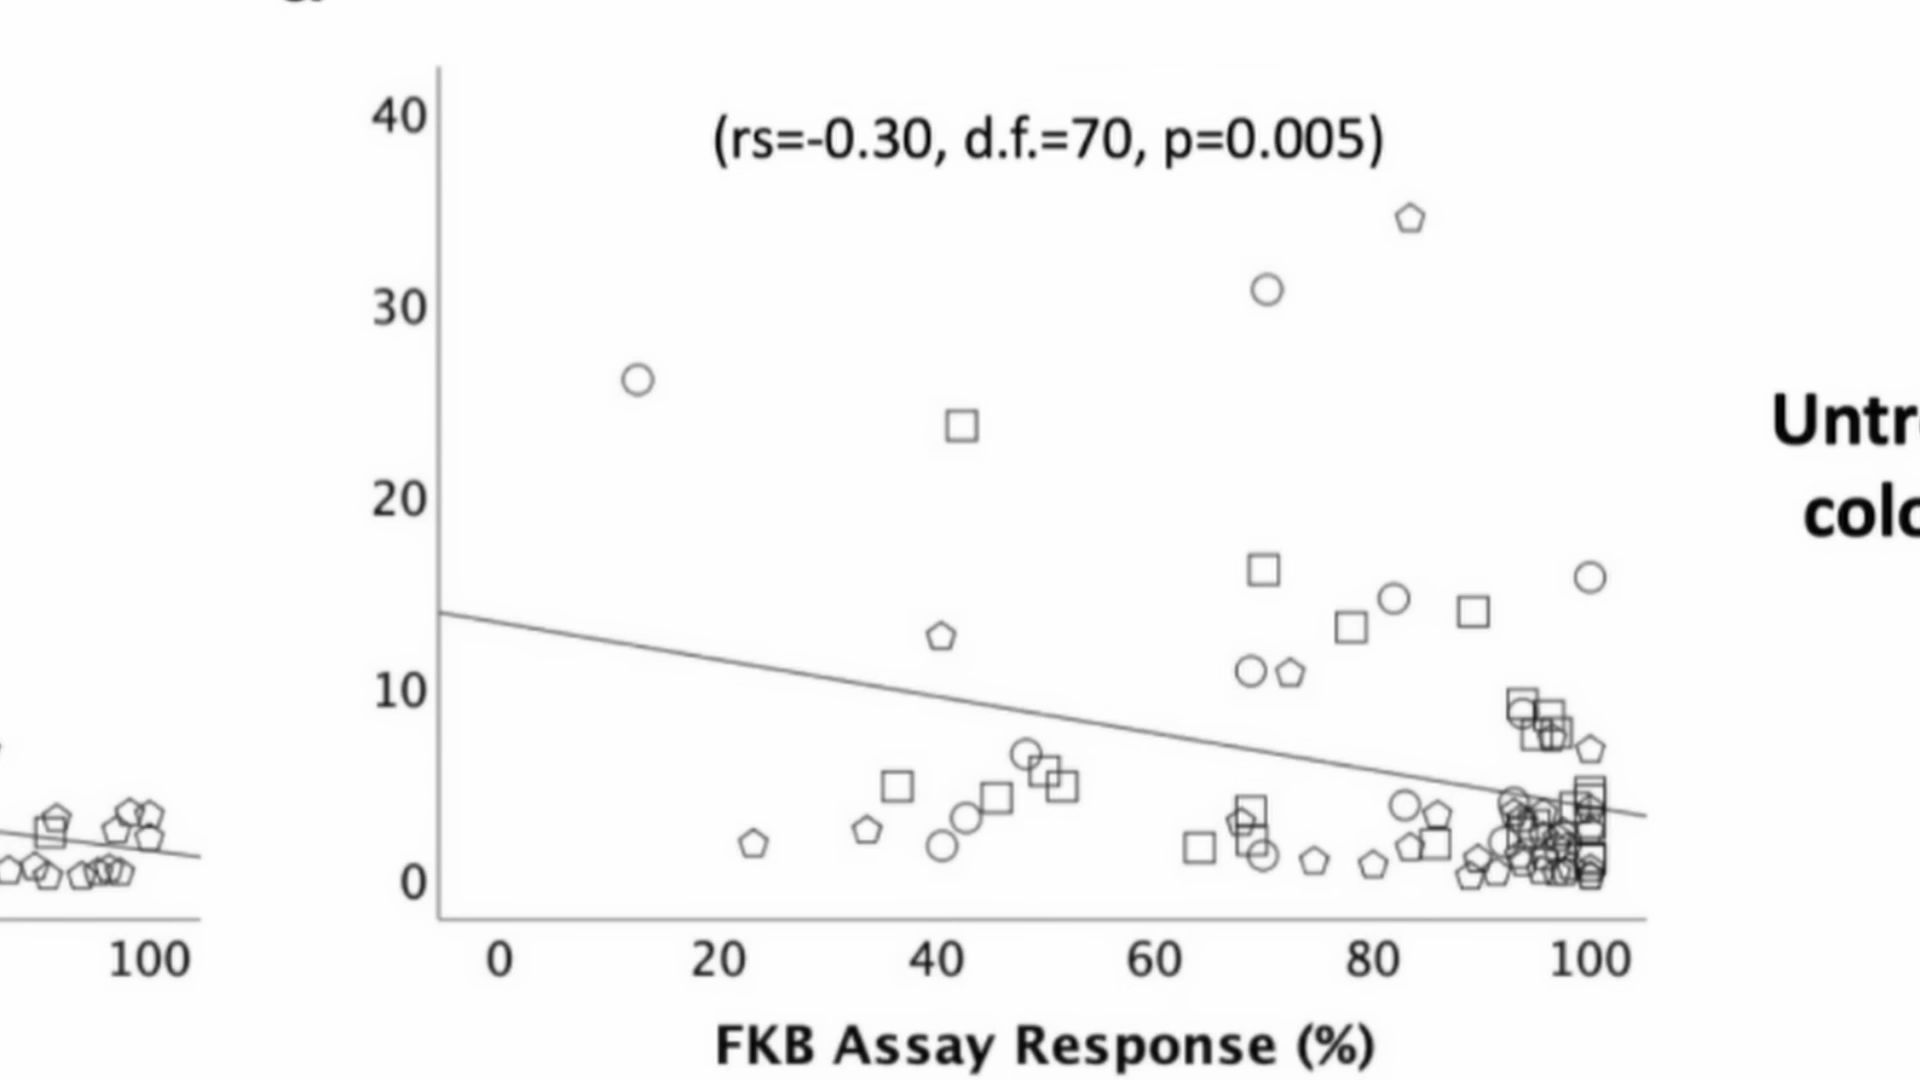 (rs=-0.30, d.f.=70, p=0.005)
40
30
20
10
0
100
0 20 40 60 80 100
FKB Assay Response (%)